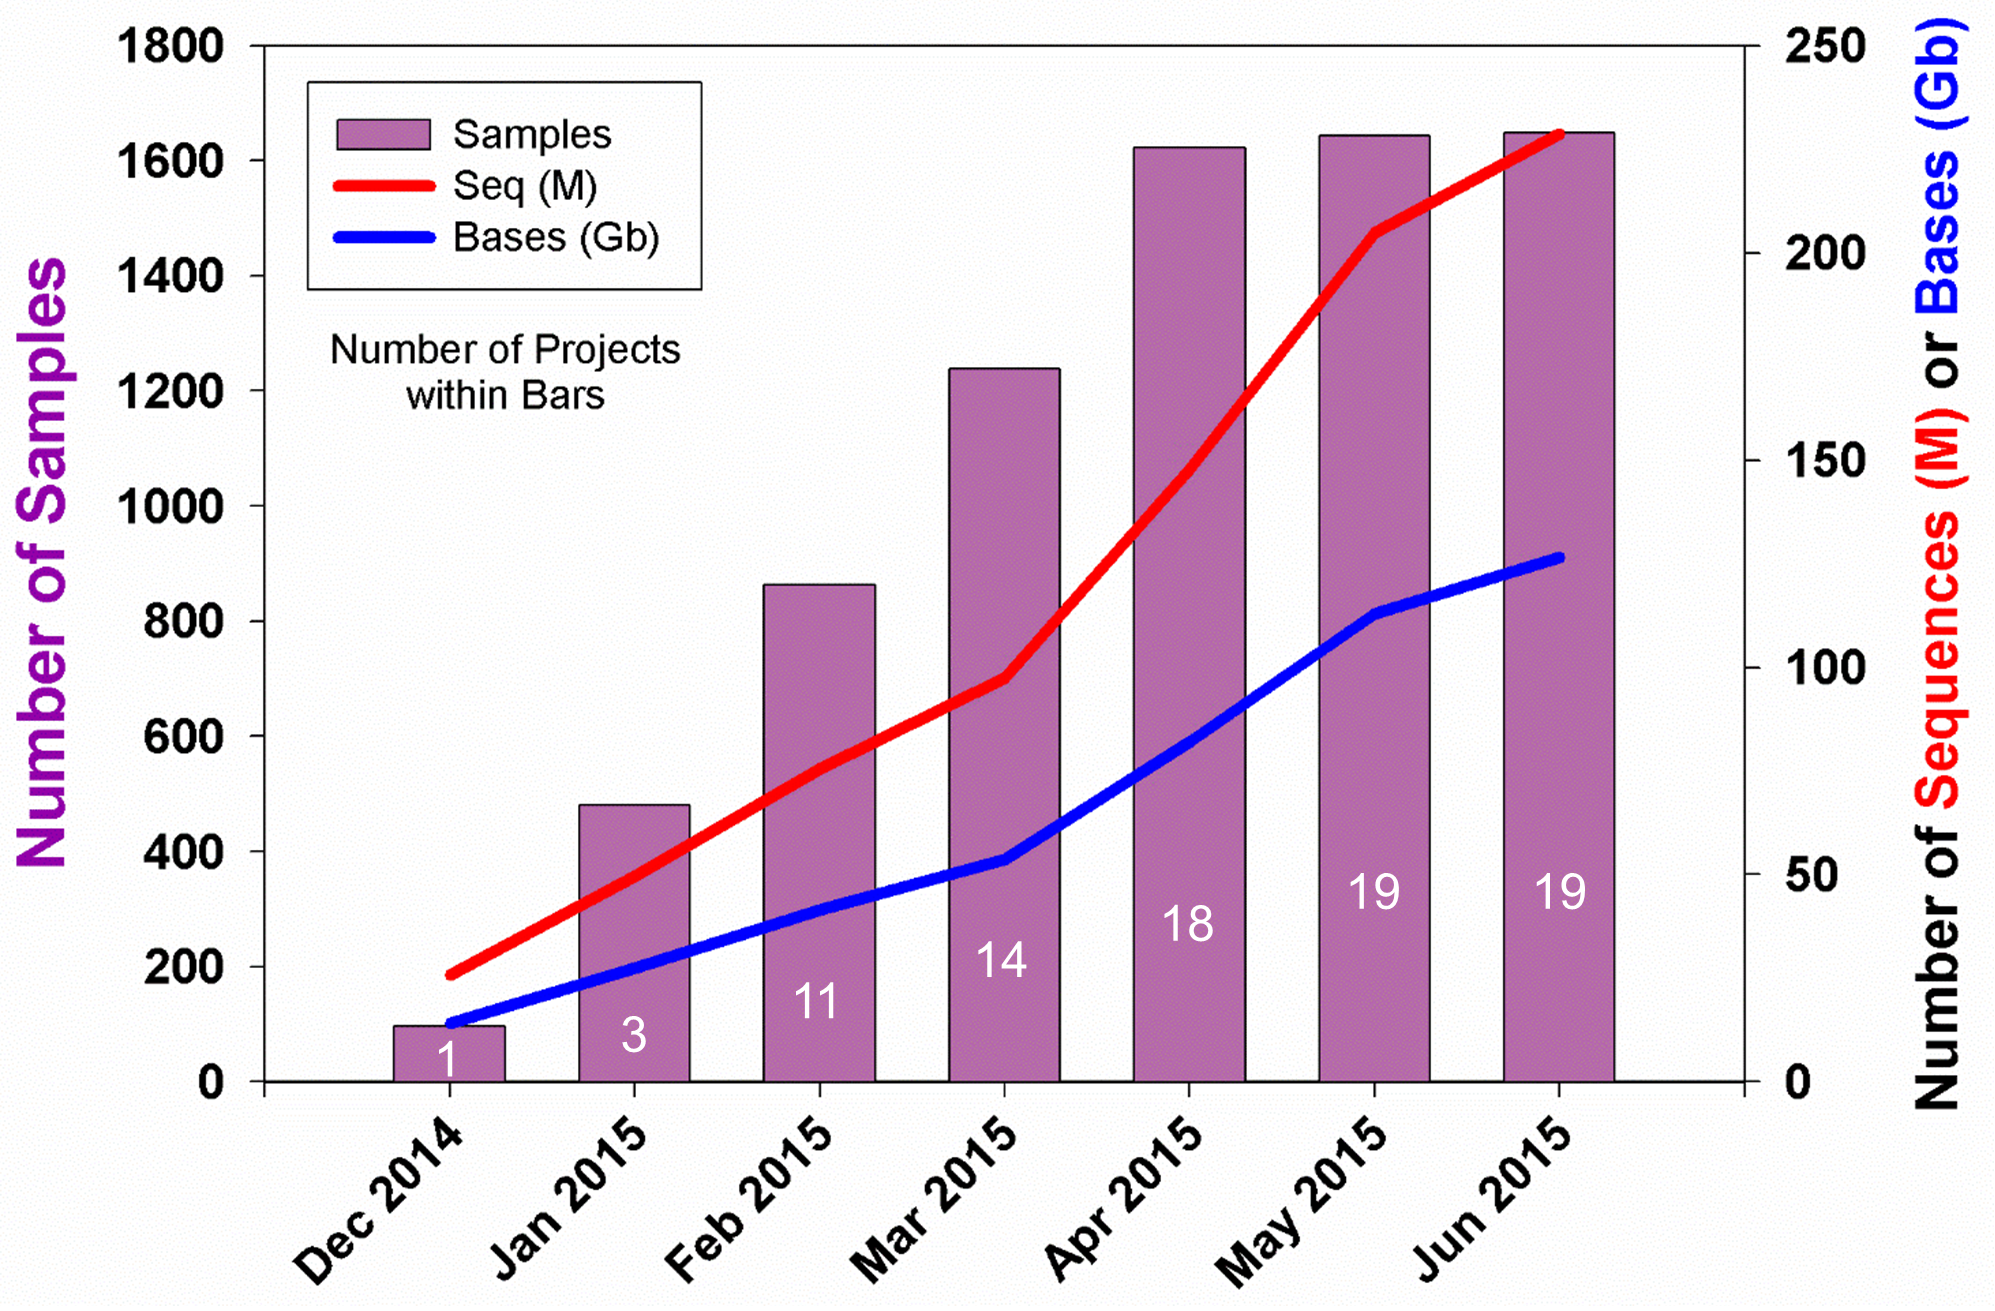 Number of Samples
1800
1600
1400
1200
1000
800
600
400
200
0
Samples
Seq (M)
Bases (Gb)
Number of Projects
within Bars
1
3
11
14
18
19
19
Dec 2014
Jan 2015
Feb 2015
Mar 2015
Apr 2015
May 2015
Jun 2015
250
200
150
100
50
0
Number of Sequences (M) or Bases (Gb)